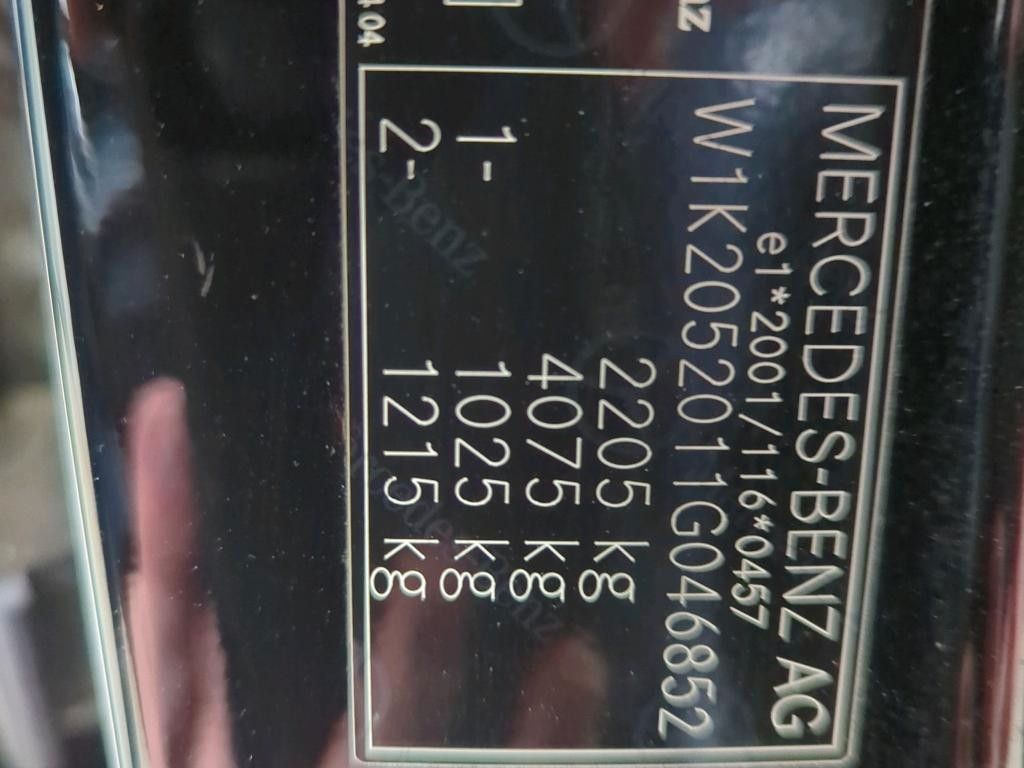 MERCEDES-BENZ AG
e1*2001/116*0457
W1K2052011G046852
2205 kg
4075 kg
1- 1025 kg
2- 1215 kg